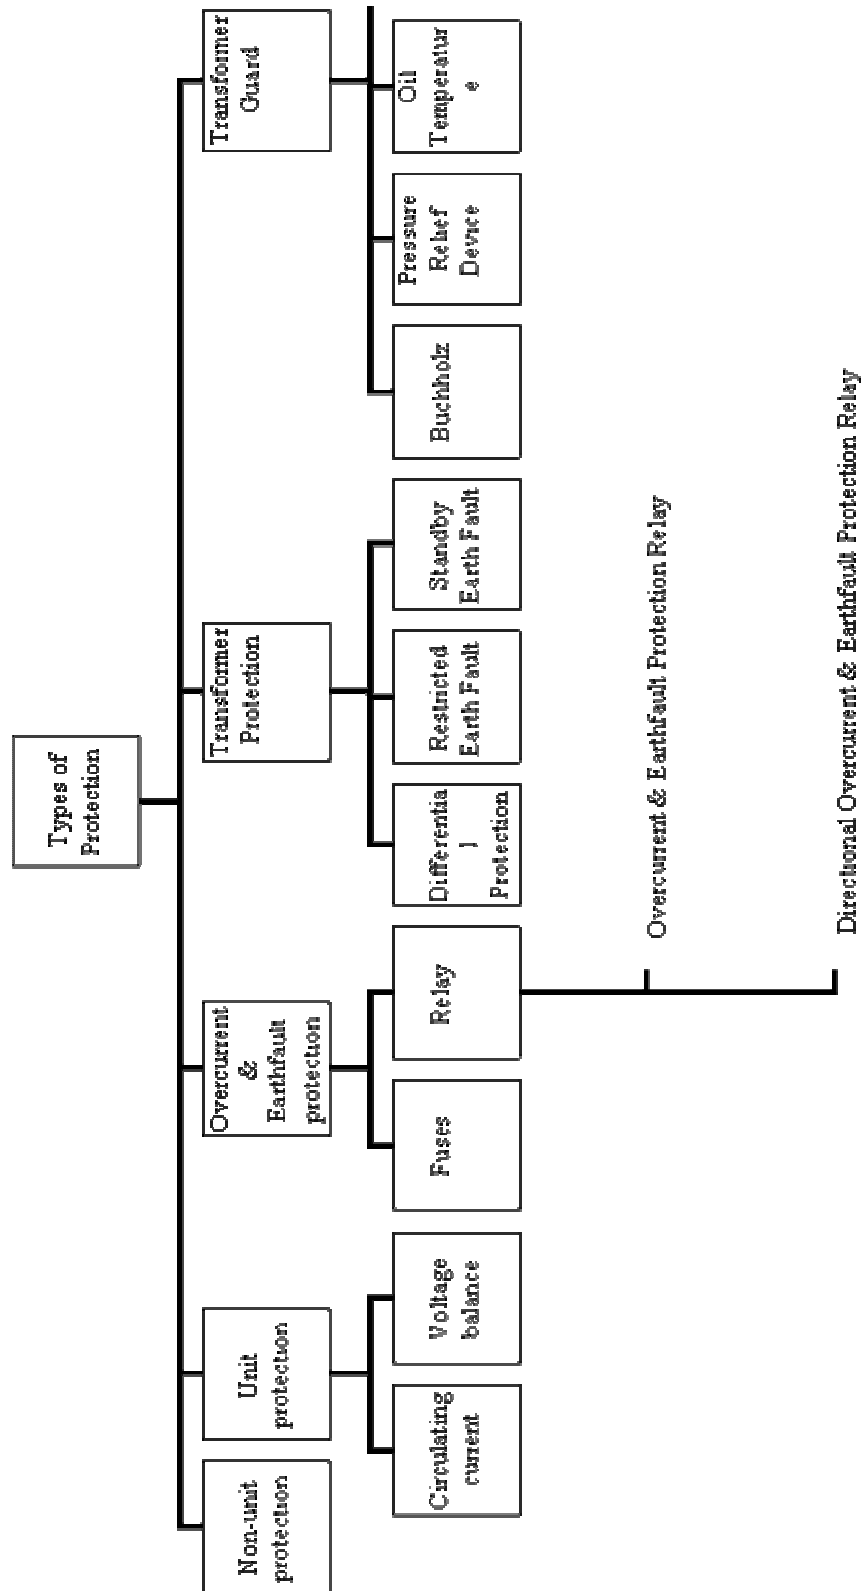 Types of
Protection
Non-unit
protection
Unit
protection
Overcurrent
&
Earthfault
protection
Transformer
Protection
Transformer
Guard
Circulating
current
Voltage
balance
Fuses
Relay
Differentia
l
Protection
Restricted
Earth Fault
Standby
Earth Fault
Buchholz
Pressure
Relief
Device
Oil
Temperatur
e
Overcurrent & Earthfault Protection Relay
Directional Overcurrent & Earthfault Protection Relay